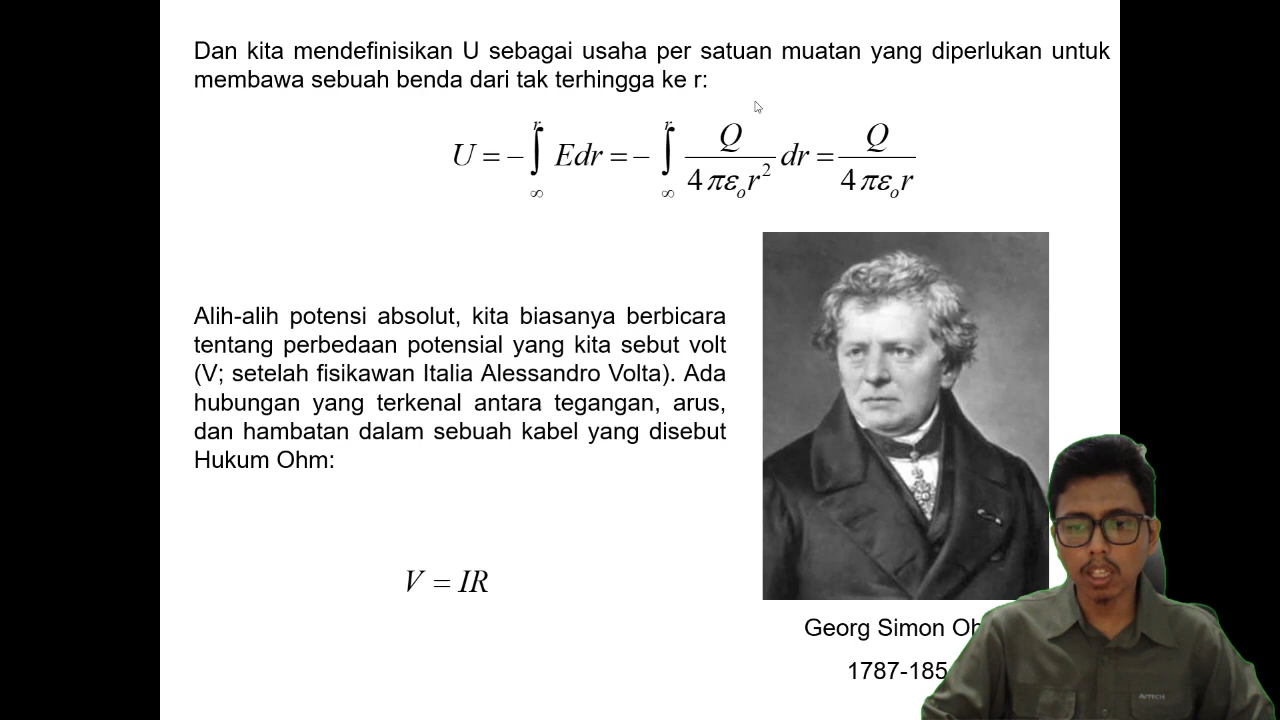 Dan kita mendefinisikan U sebagai usaha per satuan muatan yang diperlukan untuk
membawa sebuah benda dari tak terhingga ke r:
U = −∫_∞^r Edr = −∫_∞^r Q/(4πε_o r²) dr = Q/(4πε_o r)
Alih-alih potensi absolut, kita biasanya berbicara
tentang perbedaan potensial yang kita sebut volt
(V; setelah fisikawan Italia Alessandro Volta). Ada
hubungan yang terkenal antara tegangan, arus,
dan hambatan dalam sebuah kabel yang disebut
Hukum Ohm:
V = IR
Georg Simon Oh
1787-185